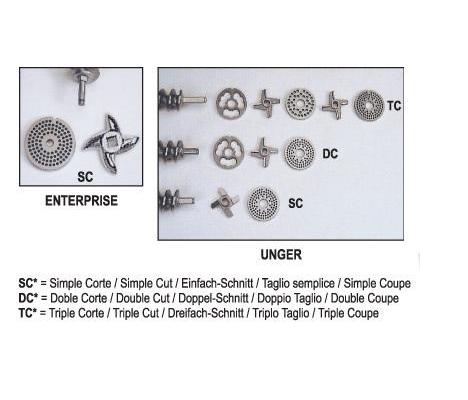 TC
DC
SC
SC
ENTERPRISE
UNGER
SC* = Simple Corte / Simple Cut / Einfach-Schnitt / Taglio semplice / Simple Coupe
DC* = Doble Corte / Double Cut / Doppel-Schnitt / Doppio Taglio / Double Coupe
TC* = Triple Corte / Triple Cut / Dreifach-Schnitt / Triplo Taglio / Triple Coupe